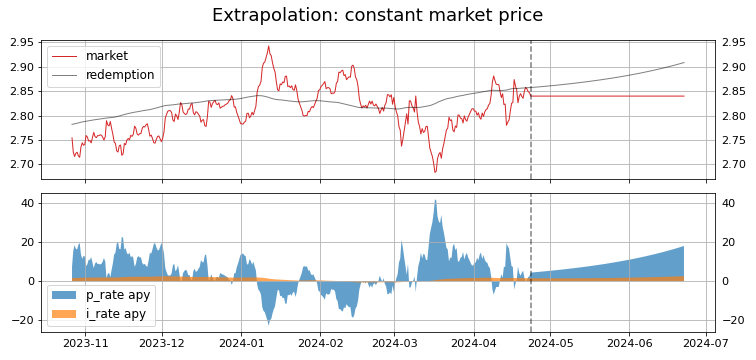 Extrapolation: constant market price
2.95 2.95
market
2.90 2.90
redemption
2.85 2.85
2.80 2.80
2.75 2.75
2.70 2.70
40 40
20 20
0 0
p_rate apy
i_rate apy
−20 −20
2023-11 2023-12 2024-01 2024-02 2024-03 2024-04 2024-05 2024-06 2024-07